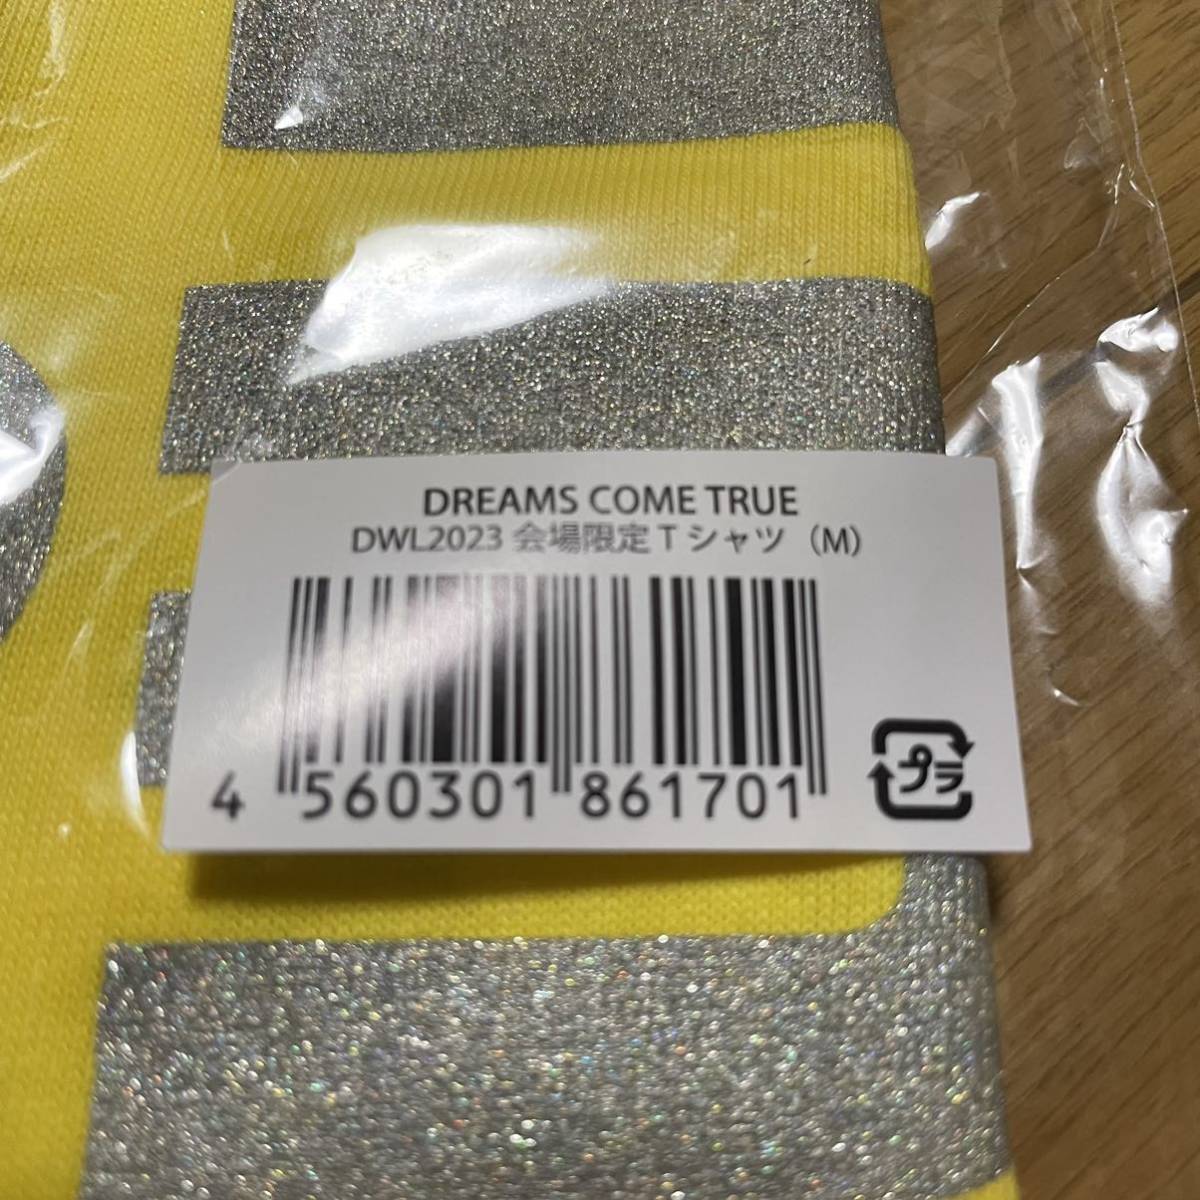 DREAMS COME TRUE
DWL2023 会場限定Tシャツ（M）
4 560301 861701
プラ